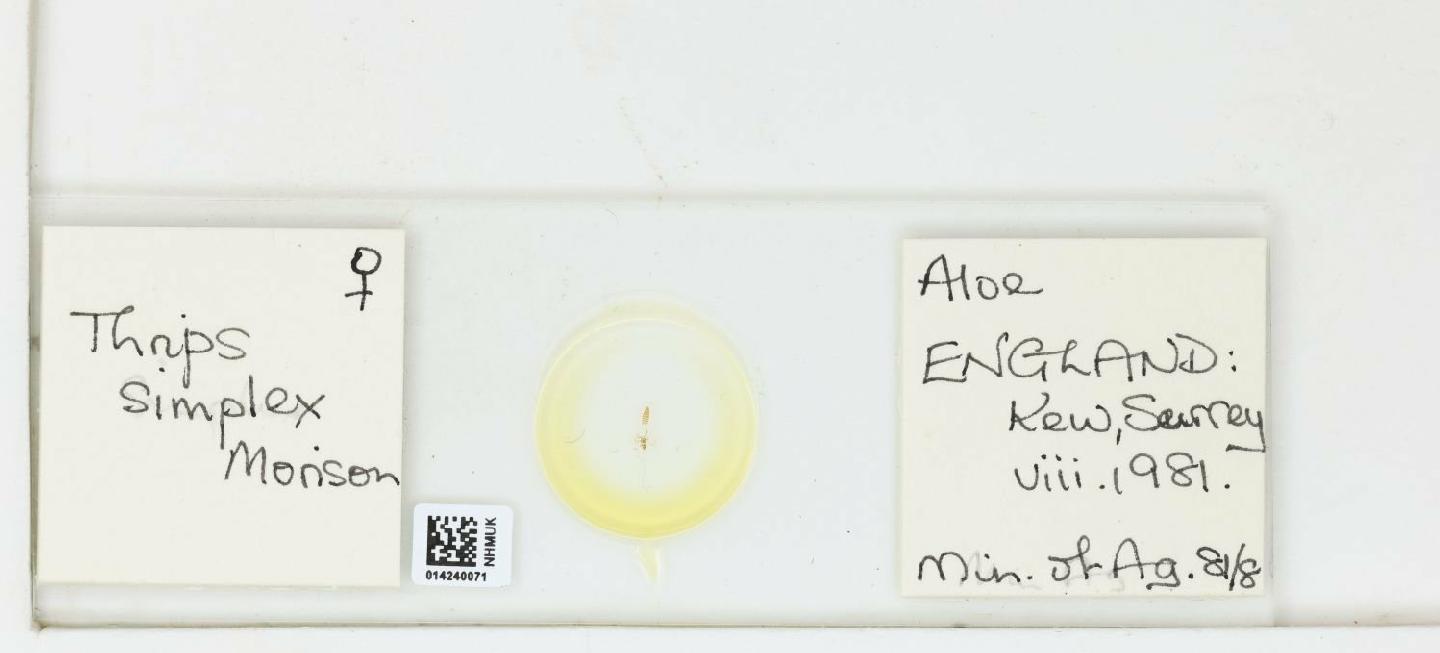 ♀
Thrips
Simplex
Morison
NHMUK
014240071
Aloe
ENGLAND:
Kew, Surrey
viii.1981.
Min. of Ag. 81/8